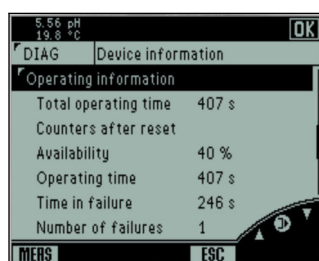 5.56 pH
19.8 °C
OK
DIAG Device information
Operating information
Total operating time 407 s
Counters after reset
Availability 40 %
Operating time 407 s
Time in failure 246 s
Number of failures 1
MEAS ESC